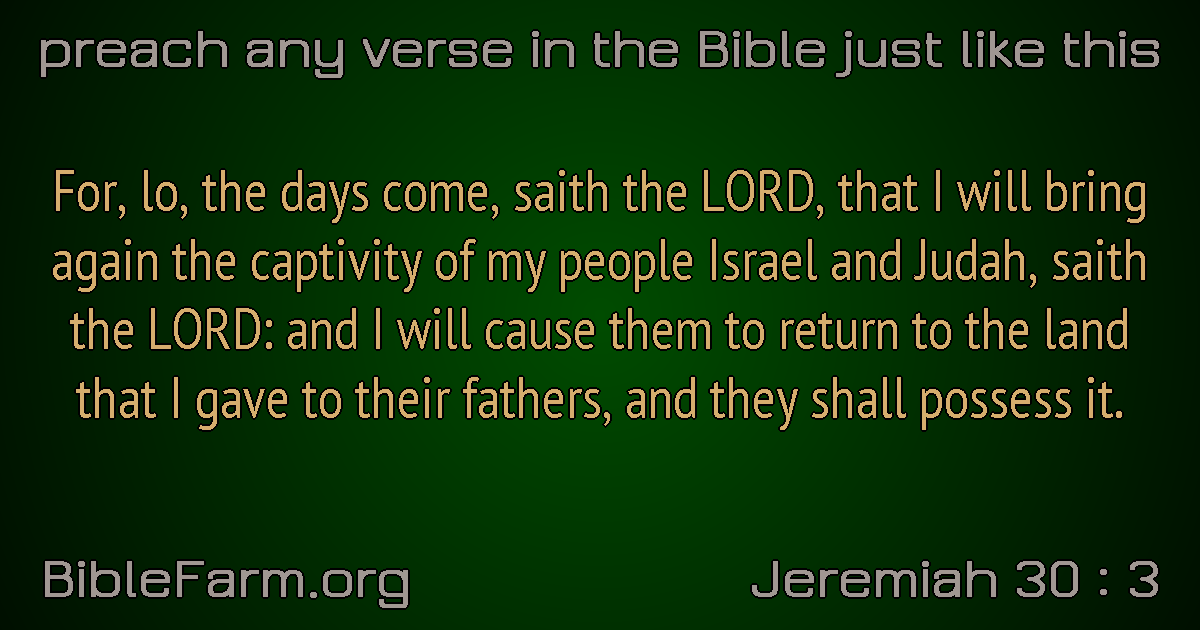 preach any verse in the Bible just like this
For, lo, the days come, saith the LORD, that I will bring
again the captivity of my people Israel and Judah, saith
the LORD: and I will cause them to return to the land
that I gave to their fathers, and they shall possess it.
BibleFarm.org
Jeremiah 30 : 3